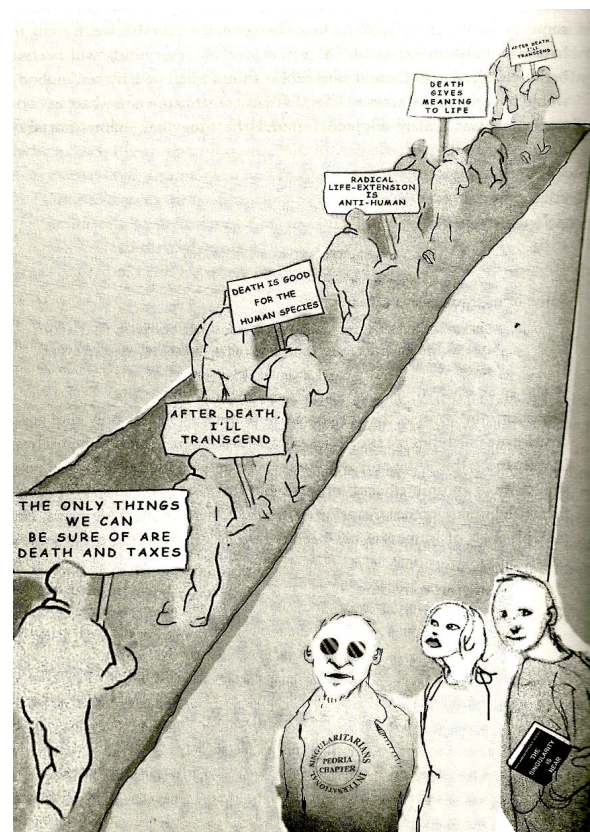 AFTER DEATH
I'LL
TRANSCEND
DEATH
GIVES
MEANING
TO LIFE
RADICAL
LIFE-EXTENSION
IS
ANTI-HUMAN
DEATH IS GOOD
FOR THE
HUMAN SPECIES
AFTER DEATH,
I'LL
TRANSCEND
THE ONLY THINGS
WE CAN
BE SURE OF ARE
DEATH AND TAXES
SINGULARITARIANS
INTERNATIONAL
PEORIA
CHAPTER
THE
SINGULARITY
IS
NEAR